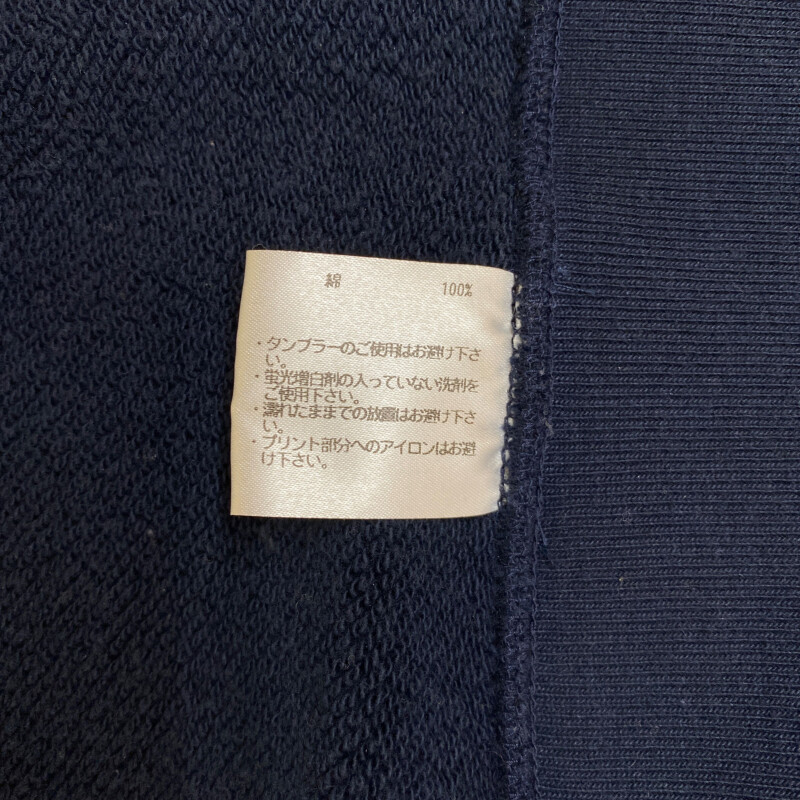 綿 100%
・タンブラーのご使用はお避け下さ
い。
・蛍光増白剤の入っていない洗剤を
ご使用下さい。
・濡れたままでの放置はお避け下さ
い。
・プリント部分へのアイロンはお避
け下さい。